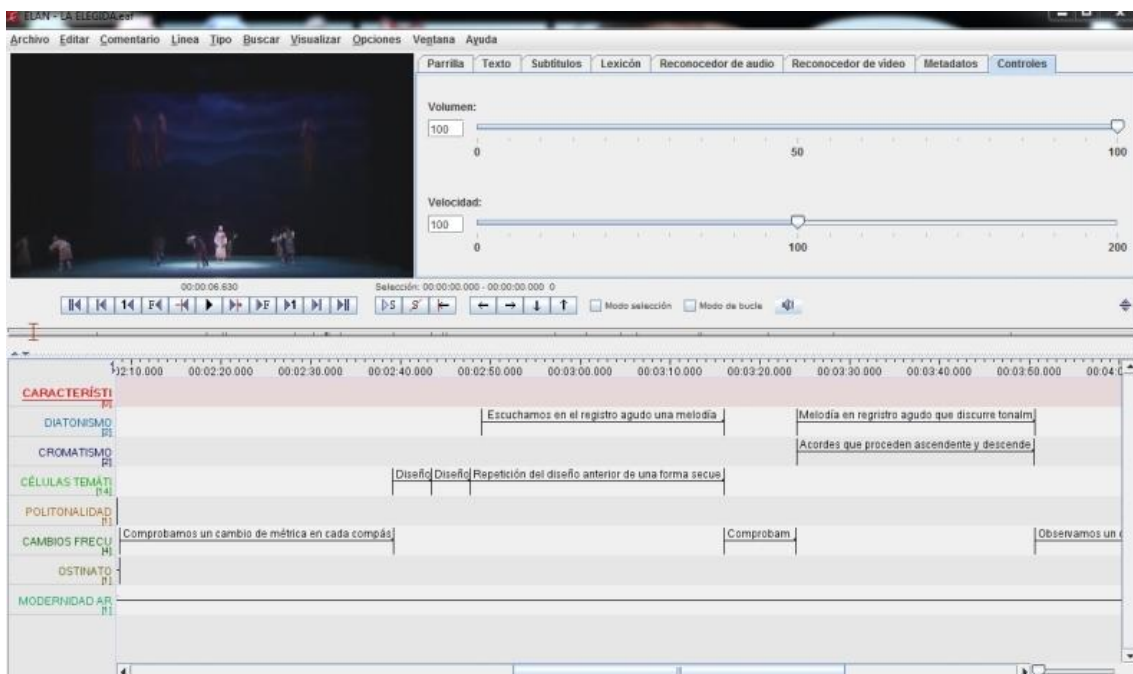 ELAN - LA ELEGIDA.eaf
Archivo Editar Comentario Línea Tipo Buscar Visualizar Opciones Ventana Ayuda
Parrilla Texto Subtítulos Lexicón Reconocedor de audio Reconocedor de vídeo Metadatos Controles
Volumen:
100
0 50 100
Velocidad:
100
0 100 200
00:00:06.630 Selección: 00:00:00.000 - 00:00:00.000 0
Modo selección Modo de bucle
00:02:20.000 00:02:30.000 00:02:40.000 00:02:50.000 00:03:00.000 00:03:10.000 00:03:20.000 00:03:30.000 00:03:40.000 00:03:50.000
CARACTERÍSTI
[0]
DIATONISMO Escuchamos en el registro agudo una melodía Melodía en regristro agudo que discurre tonalm
[2]
CROMATISMO Acordes que proceden ascendente y descende
CÉLULAS TEMÁTI Diseño Diseño Repetición del diseño anterior de una forma secue
[14]
POLITONALIDAD
[1]
CAMBIOS FRECU Comprobamos un cambio de métrica en cada compás Comprobam Observamos un
[4]
OSTINATO
[1]
MODERNIDAD AR
[1]